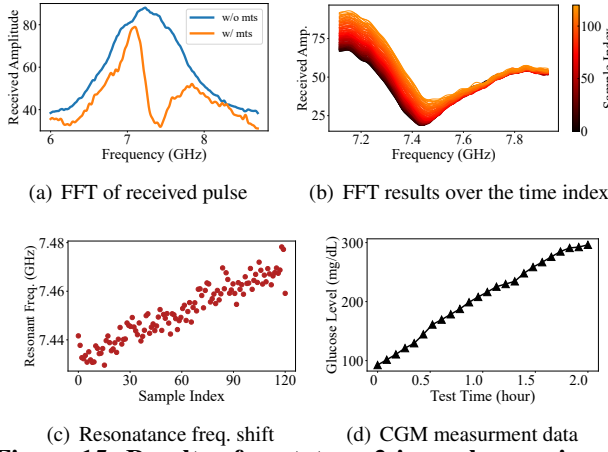 80
60
40
Received Amplitude
w/o mts
w/ mts
6
7
8
Frequency (GHz)
(a) FFT of received pulse
75
50
25
Received Amp.
7.2
7.4
7.6
7.8
Frequency (GHz)
100
50
0
Sample Index
(b) FFT results over the time index
7.48
7.46
7.44
Resonant Freq. (GHz)
0
30
60
90
120
Sample Index
(c) Resonatance freq. shift
300
200
100
Glucose Level (mg/dL)
0
0.5
1.0
1.5
2.0
Test Time (hour)
(d) CGM measurment data